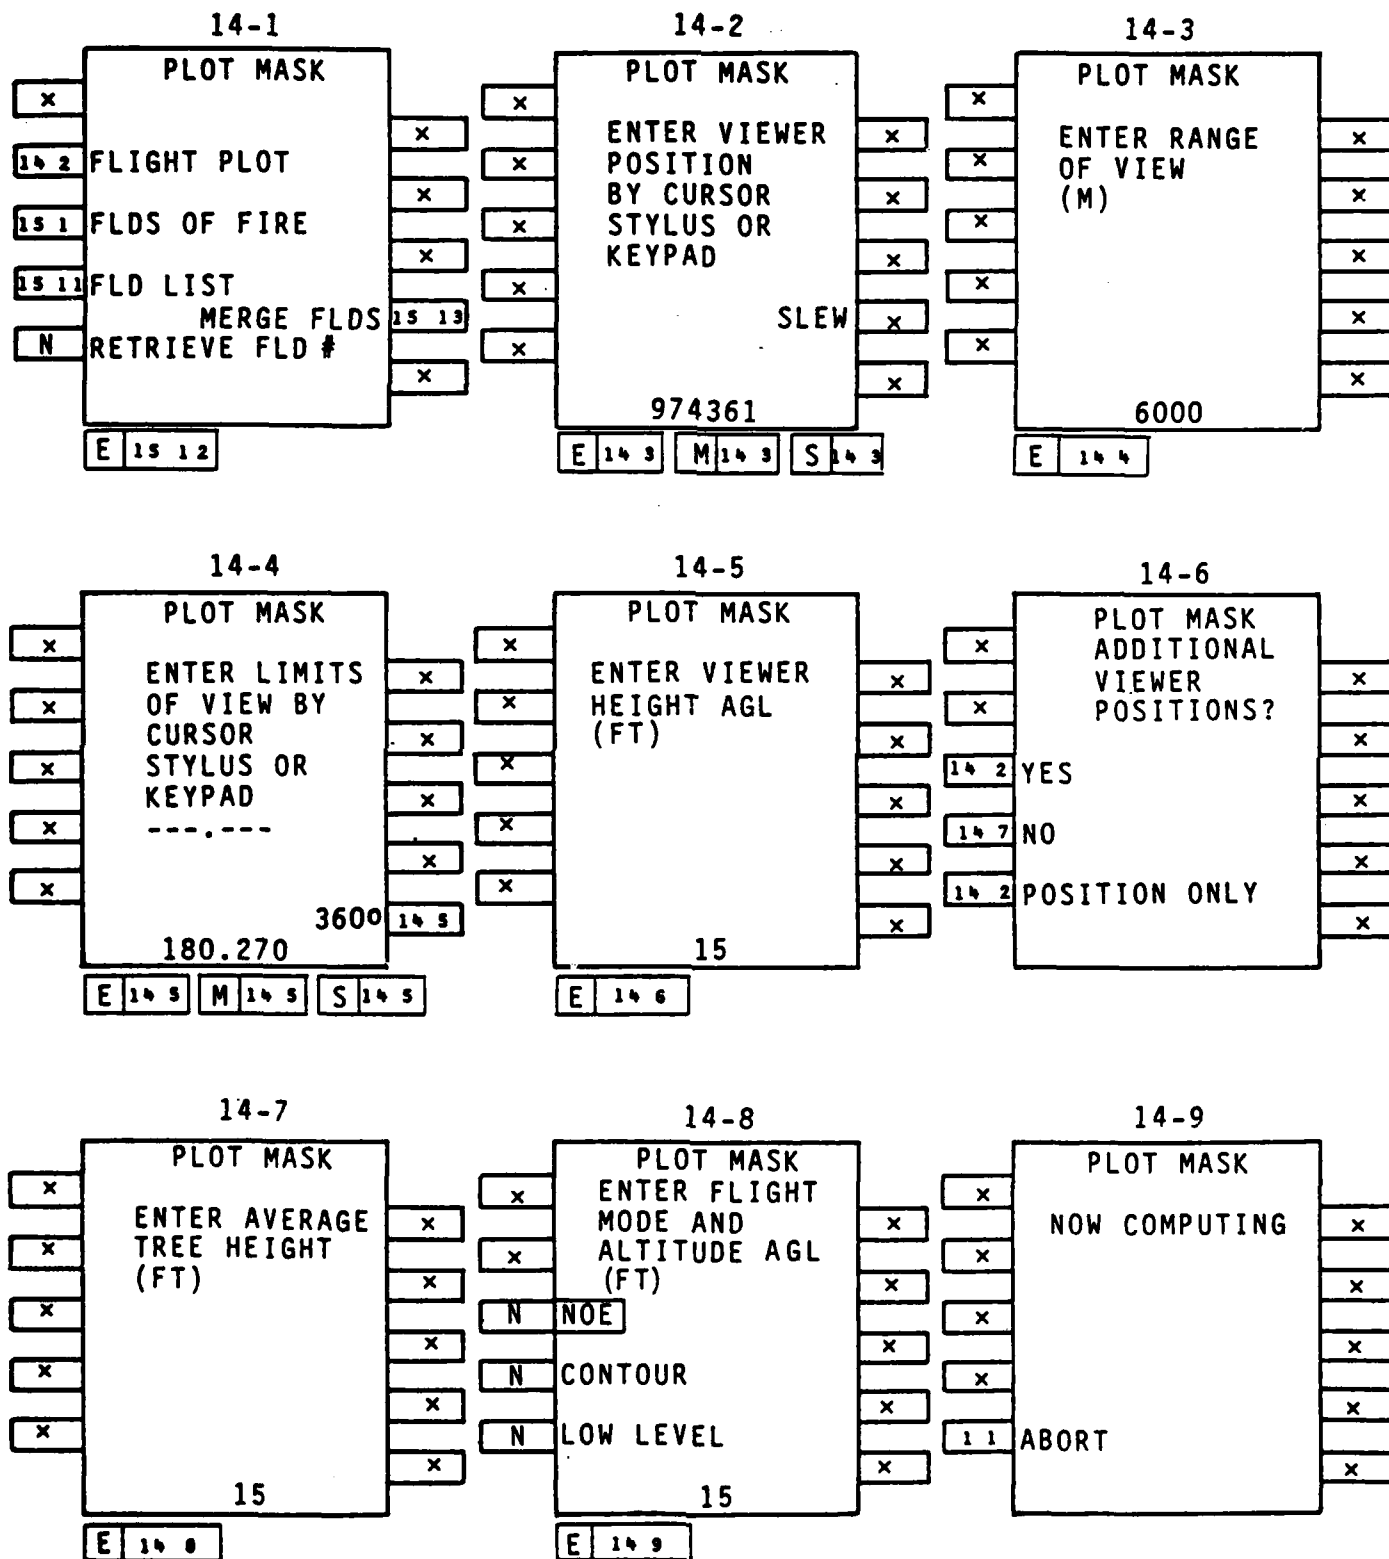 14-1
PLOT MASK
x
x
14 2 FLIGHT PLOT
x
15 1 FLDS OF FIRE
x
15 11 FLD LIST
MERGE FLDS 15 13
N RETRIEVE FLD #
x
E 15 12
14-2
PLOT MASK
x
ENTER VIEWER x
x POSITION
BY CURSOR x
x STYLUS OR
KEYPAD x
x
SLEW x
x
x
974361
E 14 3 M 14 3 S 14 3
14-3
PLOT MASK
x
ENTER RANGE x
x OF VIEW
(M) x
x
x
x
x
x
x
6000
E 14 4
14-4
PLOT MASK
x
ENTER LIMITS x
x OF VIEW BY
CURSOR x
x STYLUS OR
KEYPAD x
x ---.---
x
x
3600 14 5
180.270
E 14 5 M 14 5 S 14 5
14-5
PLOT MASK
x
ENTER VIEWER x
x HEIGHT AGL
(FT) x
x
x
x
x
x
x
15
E 14 6
14-6
PLOT MASK
x ADDITIONAL
VIEWER x
x POSITIONS?
x
14 2 YES
x
14 7 NO
x
14 2 POSITION ONLY
x
14-7
PLOT MASK
x
ENTER AVERAGE x
x TREE HEIGHT
(FT) x
x
x
x
x
x
x
15
E 14 8
14-8
PLOT MASK
x ENTER FLIGHT
MODE AND x
x ALTITUDE AGL
(FT) x
N NOE
x
N CONTOUR
x
N LOW LEVEL
x
15
E 14 9
14-9
PLOT MASK
x
NOW COMPUTING x
x
x
x
x
x
x
1 1 ABORT
x